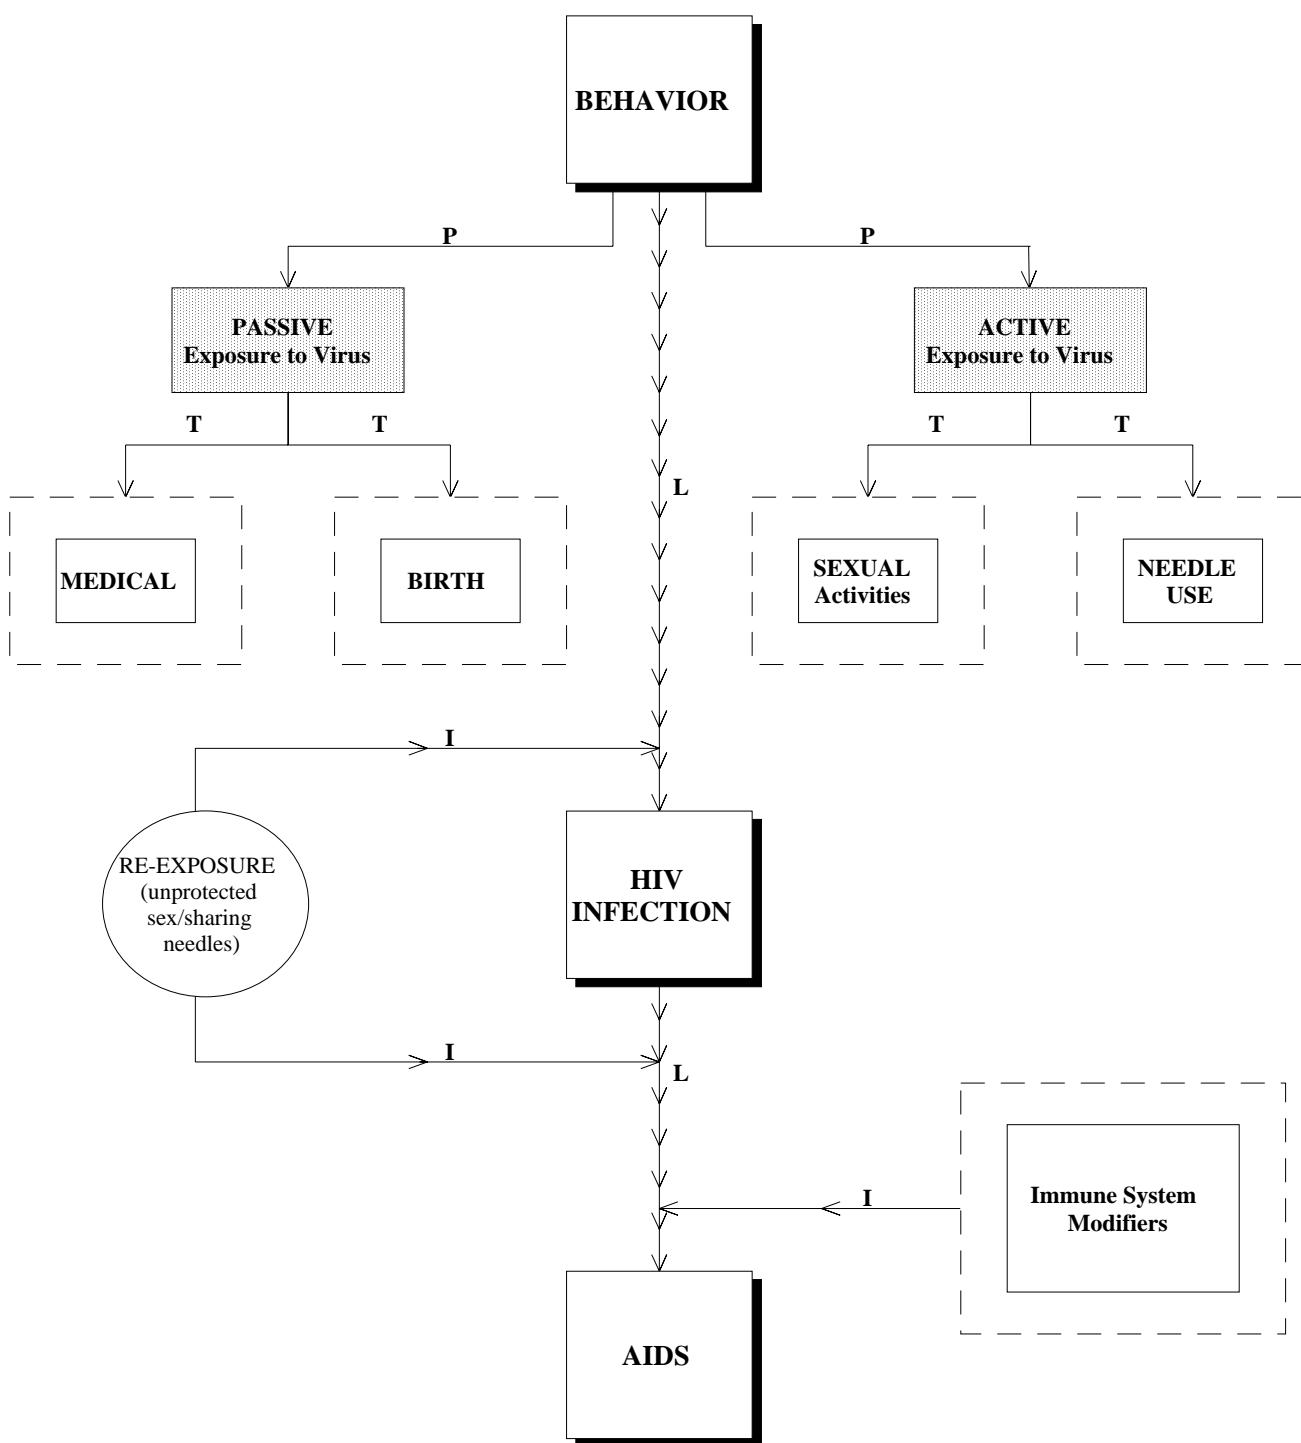 BEHAVIOR
P
P
PASSIVE
Exposure to Virus
ACTIVE
Exposure to Virus
T
T
T
T
L
MEDICAL
BIRTH
SEXUAL
Activities
NEEDLE
USE
I
RE-EXPOSURE
(unprotected
sex/sharing
needles)
HIV
INFECTION
I
L
I
Immune System
Modifiers
AIDS